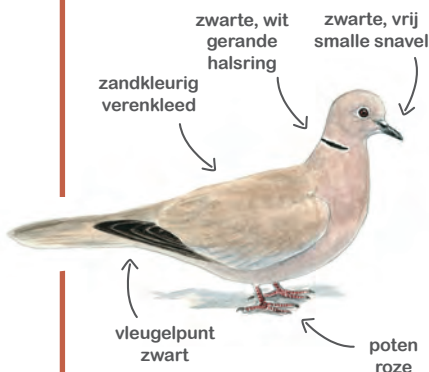 zwarte, wit
gerande
halsring
zwarte, vrij
smalle snavel
zandkleurig
verenkleed
vleugelpunt
zwart
poten
roze